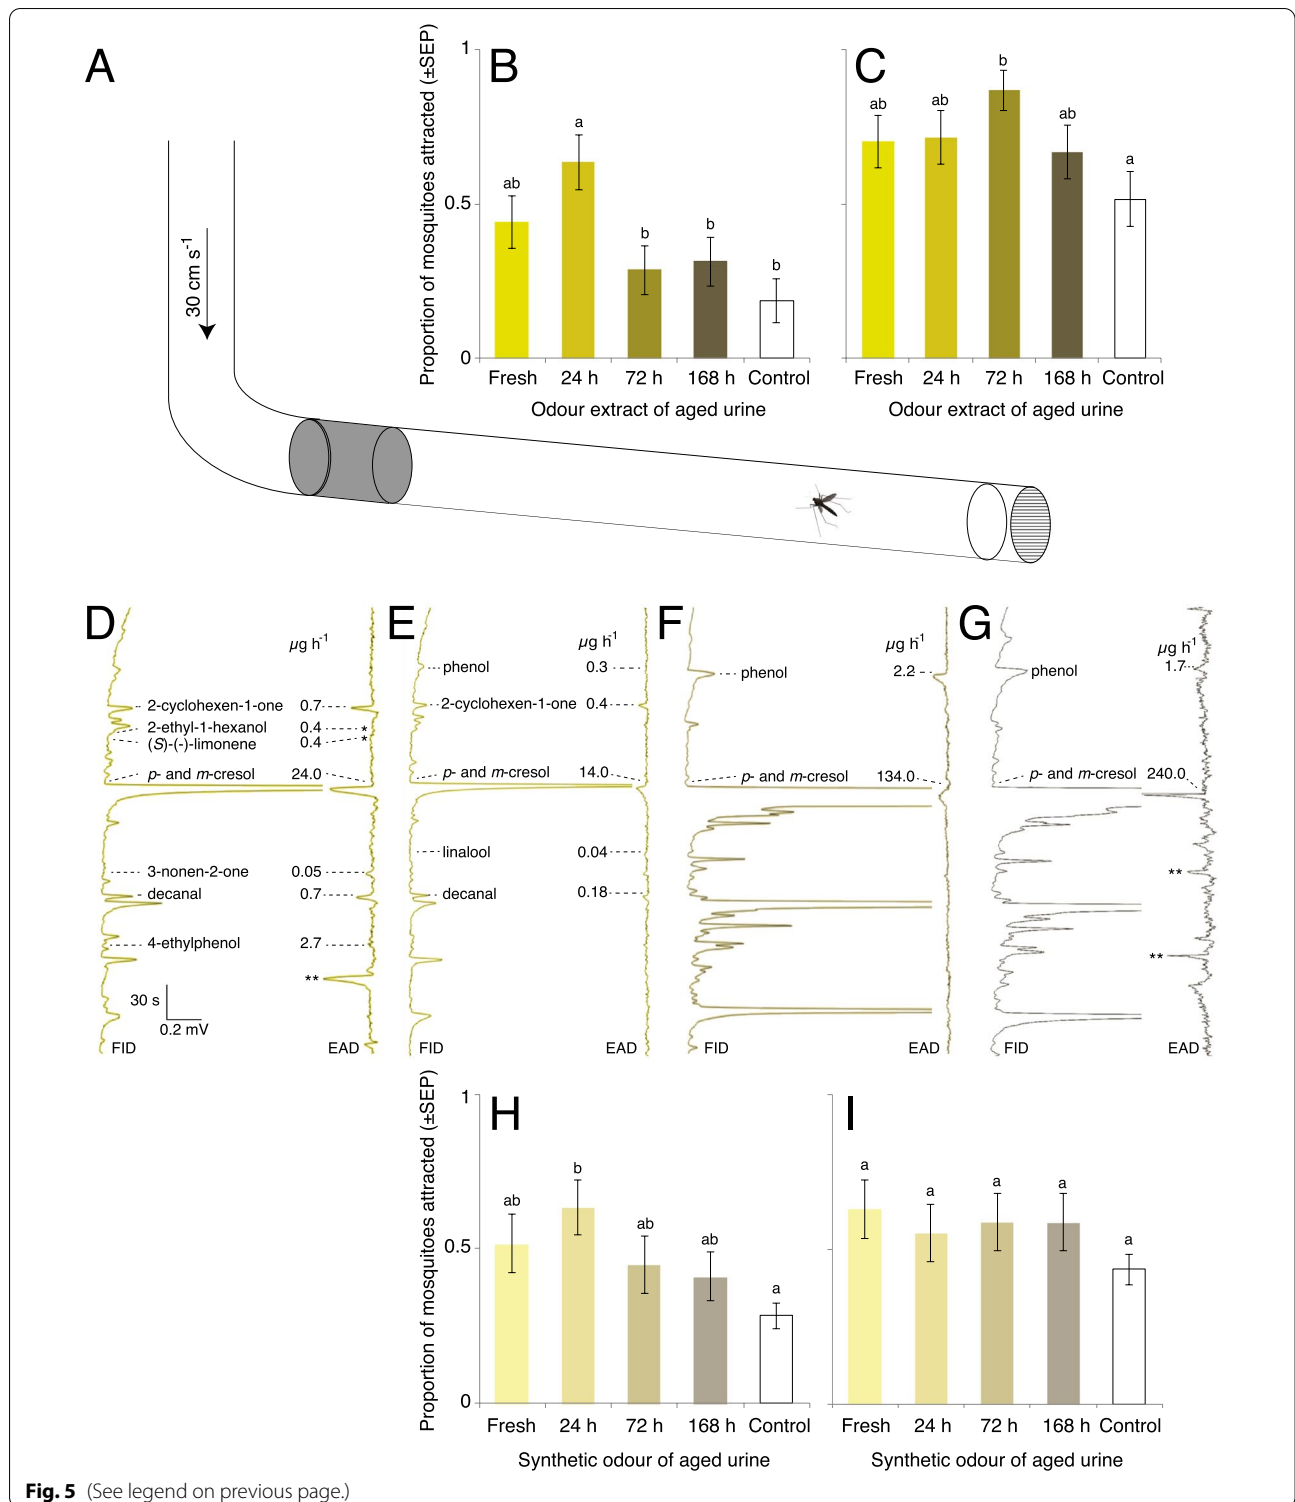 A
30 cm s-1
Proportion of mosquitoes attracted (±SEP)
B
1
0.5
0
ab
a
b
b
b
Fresh 24 h 72 h 168 h Control
Odour extract of aged urine
C
ab
ab
b
ab
a
Fresh 24 h 72 h 168 h Control
Odour extract of aged urine
D
µg h-1
2-cyclohexen-1-one 0.7
2-ethyl-1-hexanol 0.4 *
(S)-(-)-limonene 0.4 *
p- and m-cresol 24.0
3-nonen-2-one 0.05
decanal 0.7
4-ethylphenol 2.7
**
30 s
0.2 mV
FID EAD
E
µg h-1
phenol 0.3
2-cyclohexen-1-one 0.4
p- and m-cresol 14.0
linalool 0.04
decanal 0.18
FID EAD
F
µg h-1
phenol 2.2
p- and m-cresol 134.0
FID EAD
G
µg h-1
phenol 1.7
p- and m-cresol 240.0
**
**
FID EAD
Proportion of mosquitoes attracted (±SEP)
H
1
0.5
0
ab
b
ab
ab
a
Fresh 24 h 72 h 168 h Control
Synthetic odour of aged urine
I
a
a
a
a
a
Fresh 24 h 72 h 168 h Control
Synthetic odour of aged urine
Fig. 5 (See legend on previous page.)